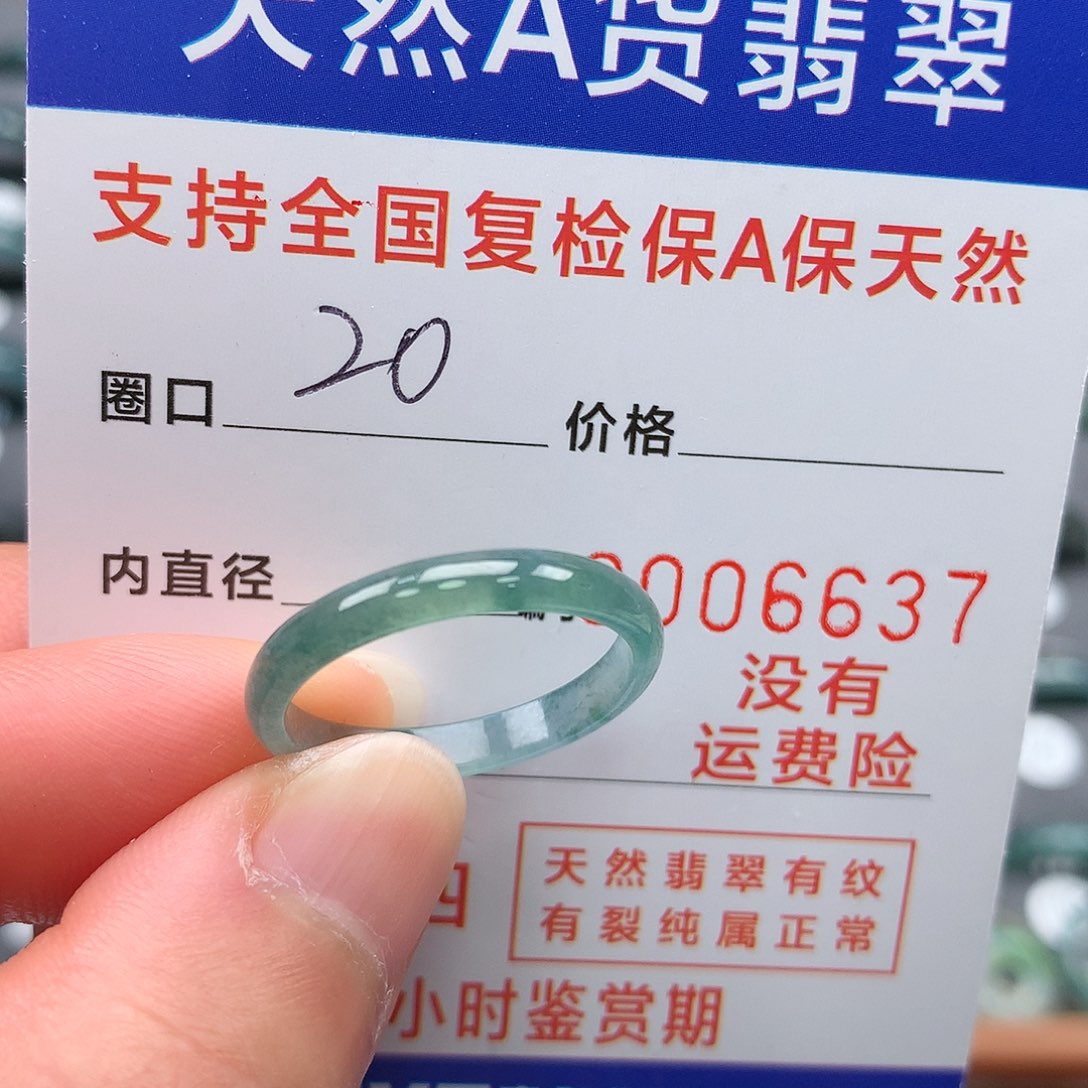 天然A货翡翠
支持全国复检保A保天然
圈口 20 价格
内直径 006637
没有
运费险
天然翡翠有纹
有裂纯属正常
小时鉴赏期